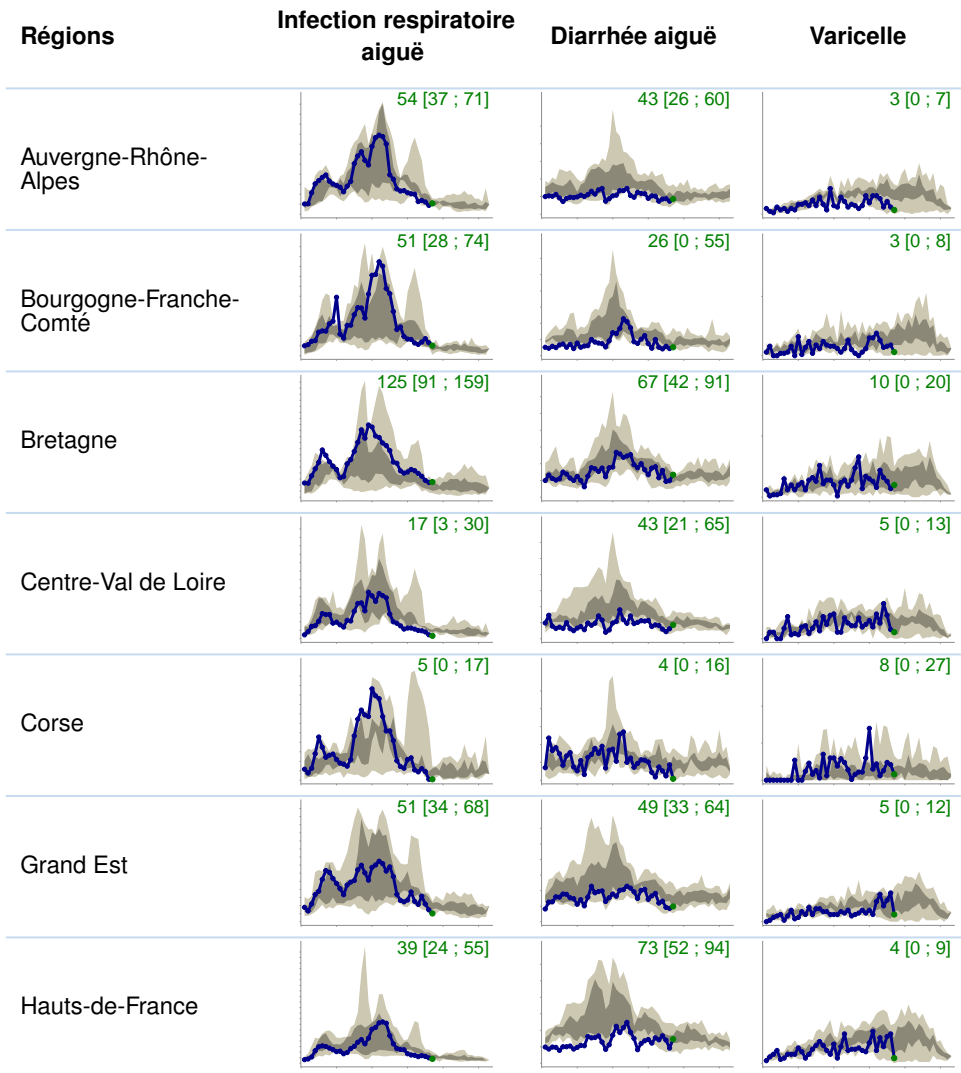 Régions
Infection respiratoire
aiguë
Diarrhée aiguë
Varicelle
Auvergne-Rhône-
Alpes
54 [37 ; 71]
43 [26 ; 60]
3 [0 ; 7]
Bourgogne-Franche-
Comté
51 [28 ; 74]
26 [0 ; 55]
3 [0 ; 8]
Bretagne
125 [91 ; 159]
67 [42 ; 91]
10 [0 ; 20]
Centre-Val de Loire
17 [3 ; 30]
43 [21 ; 65]
5 [0 ; 13]
Corse
5 [0 ; 17]
4 [0 ; 16]
8 [0 ; 27]
Grand Est
51 [34 ; 68]
49 [33 ; 64]
5 [0 ; 12]
Hauts-de-France
39 [24 ; 55]
73 [52 ; 94]
4 [0 ; 9]